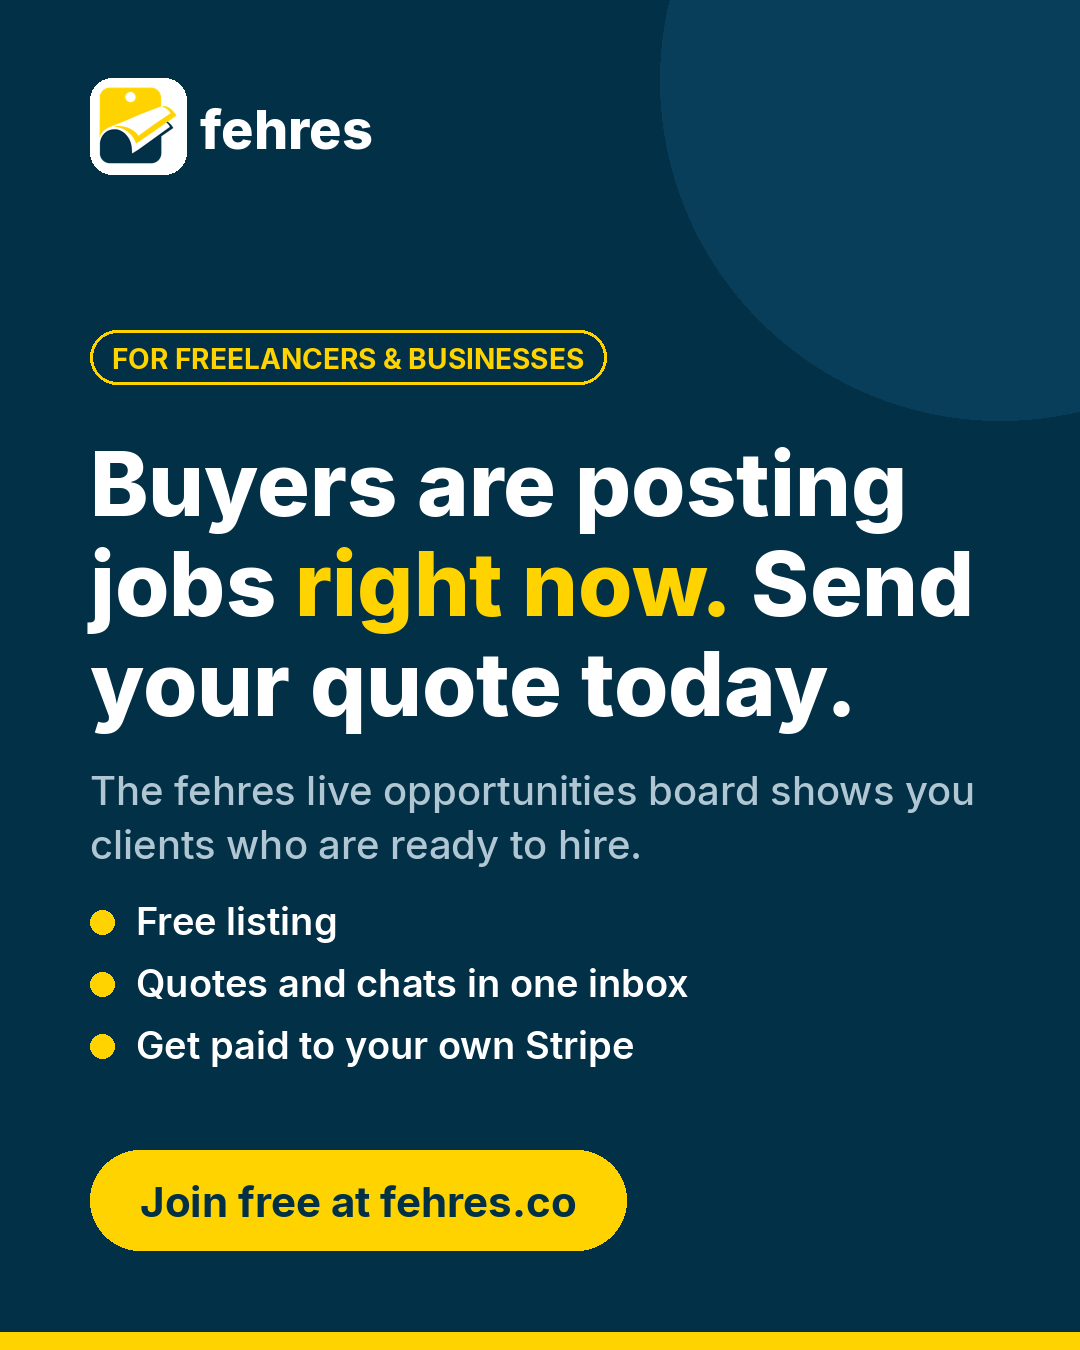 fehres
FOR FREELANCERS & BUSINESSES
Buyers are posting
jobs right now. Send
your quote today.
The fehres live opportunities board shows you
clients who are ready to hire.
Free listing
Quotes and chats in one inbox
Get paid to your own Stripe
Join free at fehres.co